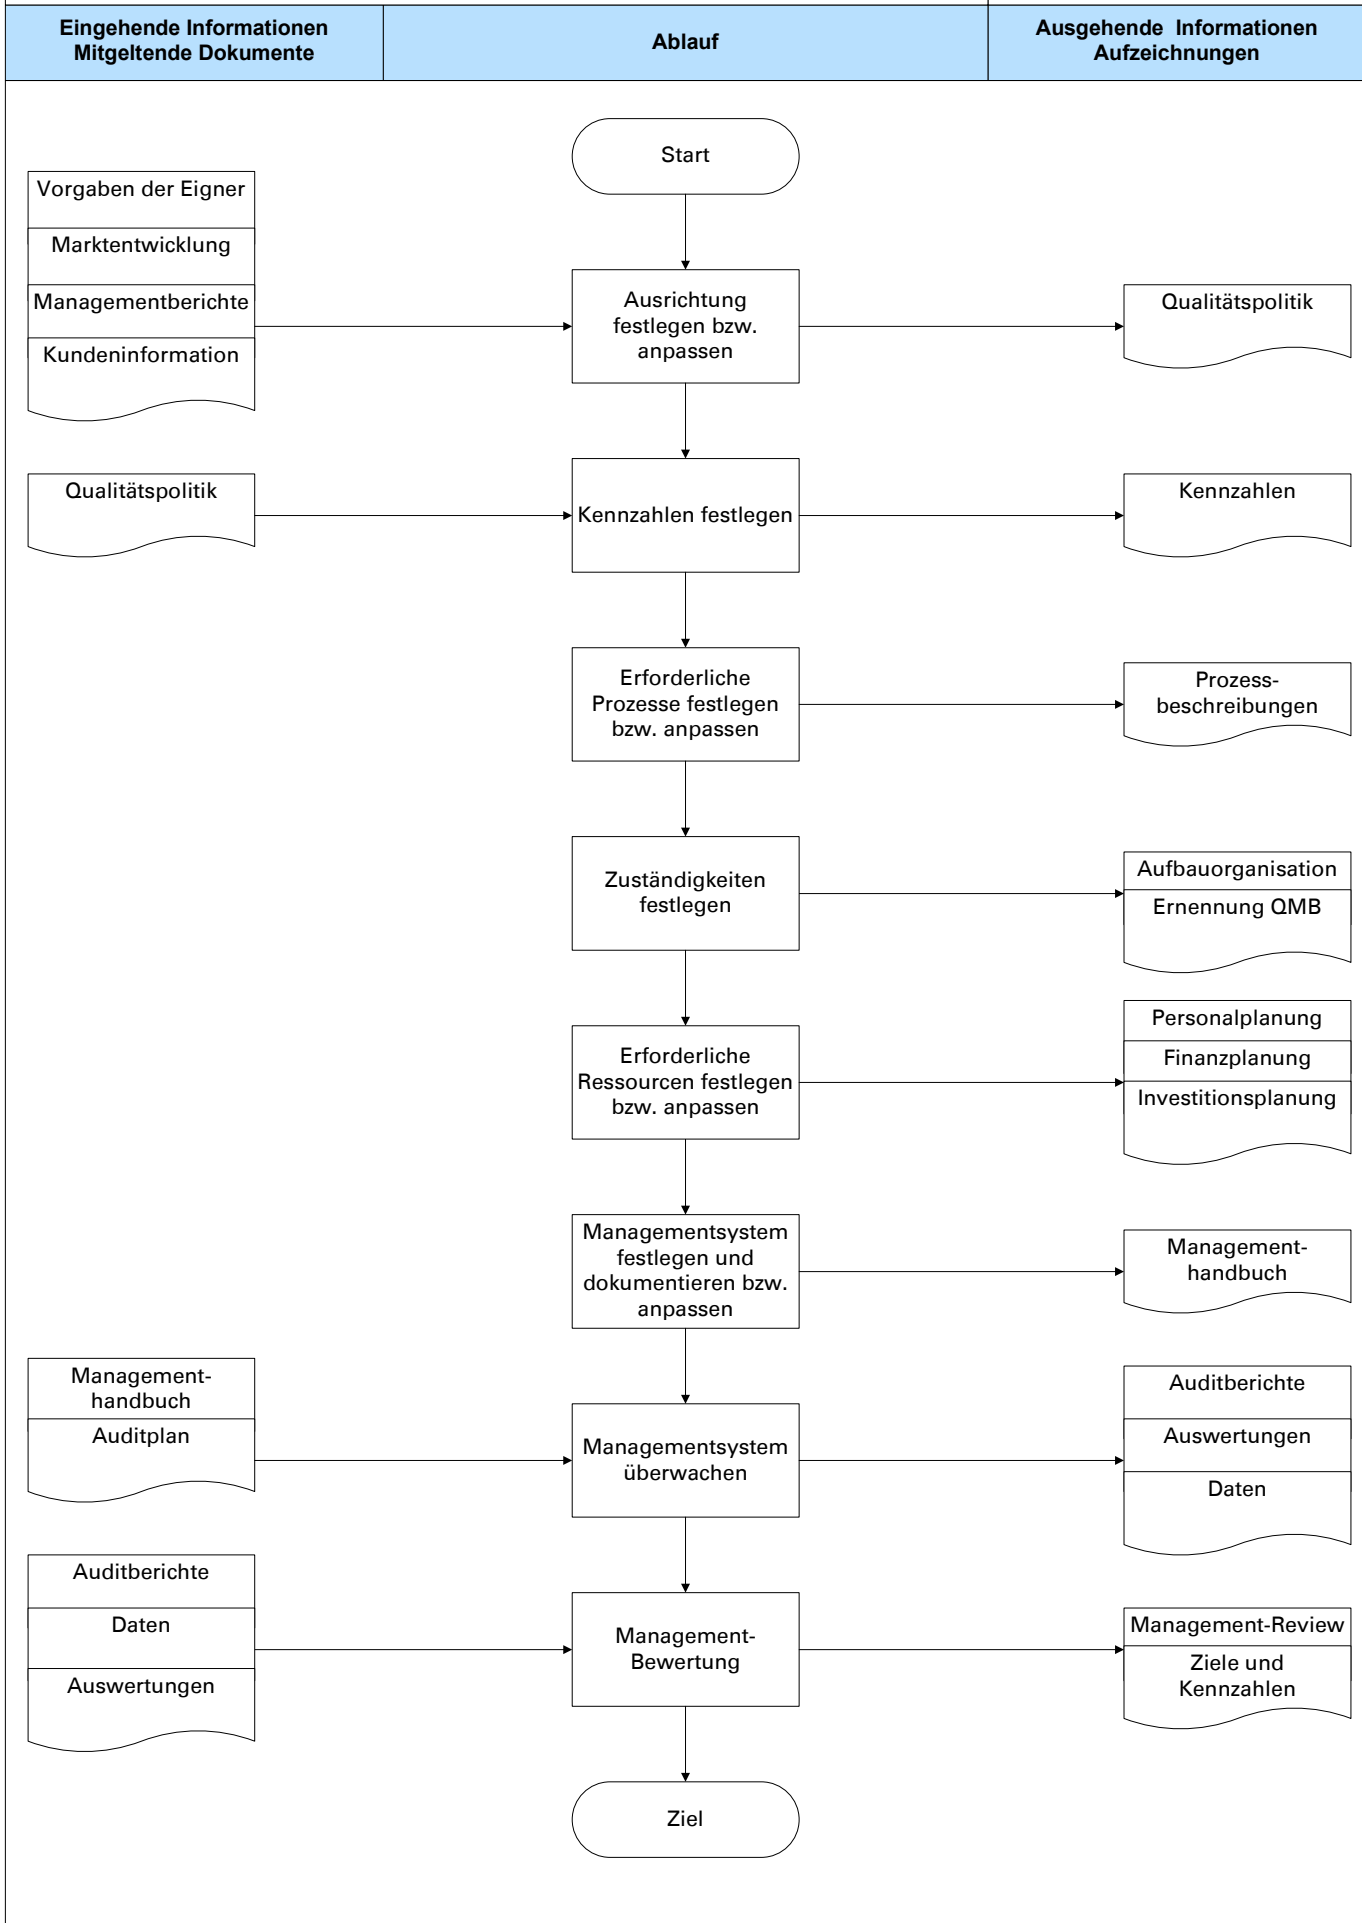 Eingehende Informationen
Mitgeltende Dokumente
Ablauf
Ausgehende Informationen
Aufzeichnungen
Start
Vorgaben der Eigner
Marktentwicklung
Managementberichte
Kundeninformation
Ausrichtung
festlegen bzw.
anpassen
Qualitätspolitik
Qualitätspolitik
Kennzahlen festlegen
Kennzahlen
Erforderliche
Prozesse festlegen
bzw. anpassen
Prozess-
beschreibungen
Zuständigkeiten
festlegen
Aufbauorganisation
Ernennung QMB
Erforderliche
Ressourcen festlegen
bzw. anpassen
Personalplanung
Finanzplanung
Investitionsplanung
Managementsystem
festlegen und
dokumentieren bzw.
anpassen
Management-
handbuch
Management-
handbuch
Auditplan
Managementsystem
überwachen
Auditberichte
Auswertungen
Daten
Auditberichte
Daten
Auswertungen
Management-
Bewertung
Management-Review
Ziele und
Kennzahlen
Ziel